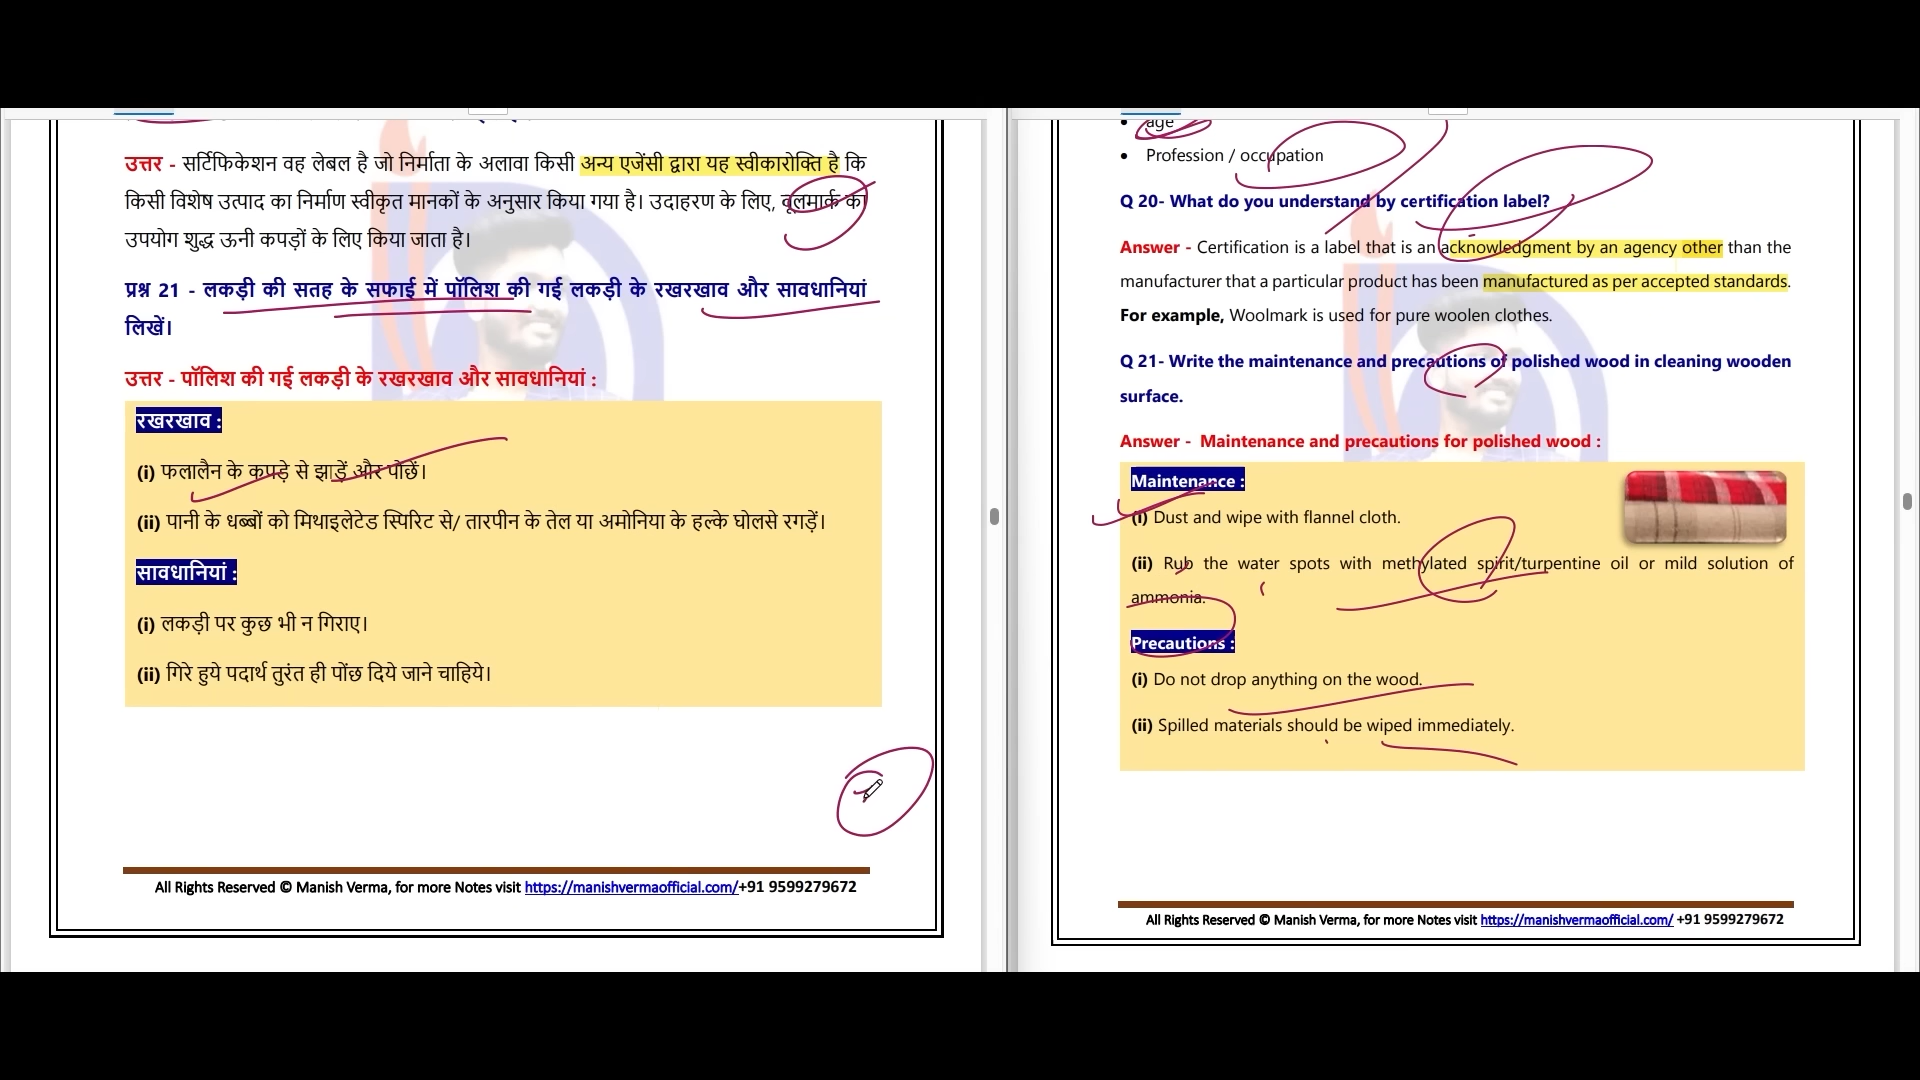 उत्तर - सर्टिफिकेशन वह लेबल है जो निर्माता के अलावा किसी अन्य एजेंसी द्वारा यह स्वीकारोक्ति है कि
किसी विशेष उत्पाद का निर्माण स्वीकृत मानकों के अनुसार किया गया है। उदाहरण के लिए, वूलमार्क का
उपयोग शुद्ध ऊनी कपड़ों के लिए किया जाता है।
प्रश्न 21 - लकड़ी की सतह के सफाई में पॉलिश की गई लकड़ी के रखरखाव और सावधानियां
लिखें।
उत्तर - पॉलिश की गई लकड़ी के रखरखाव और सावधानियां :
रखरखाव :
(i) फलालैन के कपड़े से झाड़ें और पोछें।
(ii) पानी के धब्बों को मिथाइलेटेड स्पिरिट से/ तारपीन के तेल या अमोनिया के हल्के घोलसे रगड़ें।
सावधानियां :
(i) लकड़ी पर कुछ भी न गिराए।
(ii) गिरे हुये पदार्थ तुरंत ही पोंछ दिये जाने चाहिये।
All Rights Reserved © Manish Verma, for more Notes visit https://manishvermaofficial.com/+91 9599279672
• age
• Profession / occupation
Q 20- What do you understand by certification label?
Answer - Certification is a label that is an acknowledgment by an agency other than the
manufacturer that a particular product has been manufactured as per accepted standards.
For example, Woolmark is used for pure woolen clothes.
Q 21- Write the maintenance and precautions of polished wood in cleaning wooden
surface.
Answer - Maintenance and precautions for polished wood :
Maintenance :
(i) Dust and wipe with flannel cloth.
(ii) Rub the water spots with methylated spirit/turpentine oil or mild solution of
ammonia.
Precautions :
(i) Do not drop anything on the wood.
(ii) Spilled materials should be wiped immediately.
All Rights Reserved © Manish Verma, for more Notes visit https://manishvermaofficial.com/ +91 9599279672